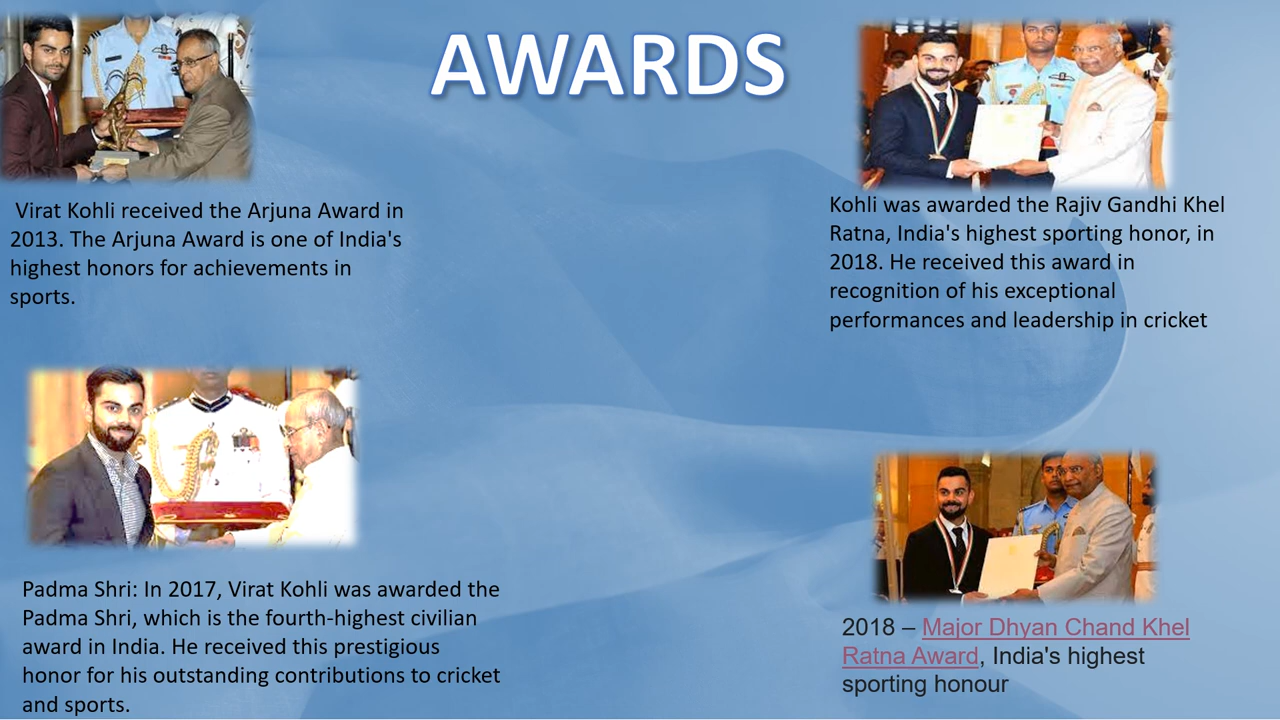 AWARDS
Virat Kohli received the Arjuna Award in
2013. The Arjuna Award is one of India's
highest honors for achievements in
sports.
Kohli was awarded the Rajiv Gandhi Khel
Ratna, India's highest sporting honor, in
2018. He received this award in
recognition of his exceptional
performances and leadership in cricket
Padma Shri: In 2017, Virat Kohli was awarded the
Padma Shri, which is the fourth-highest civilian
award in India. He received this prestigious
honor for his outstanding contributions to cricket
and sports.
2018 – Major Dhyan Chand Khel
Ratna Award, India's highest
sporting honour